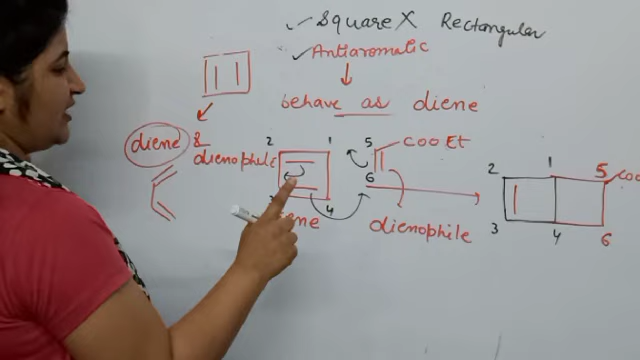 ✓ Square X Rectangular
✓ Antiaromatic
behave as diene
diene &
dienophile
2 1 5 COOEt
6
4
dienophile
2 1 5 COO
3 4 6